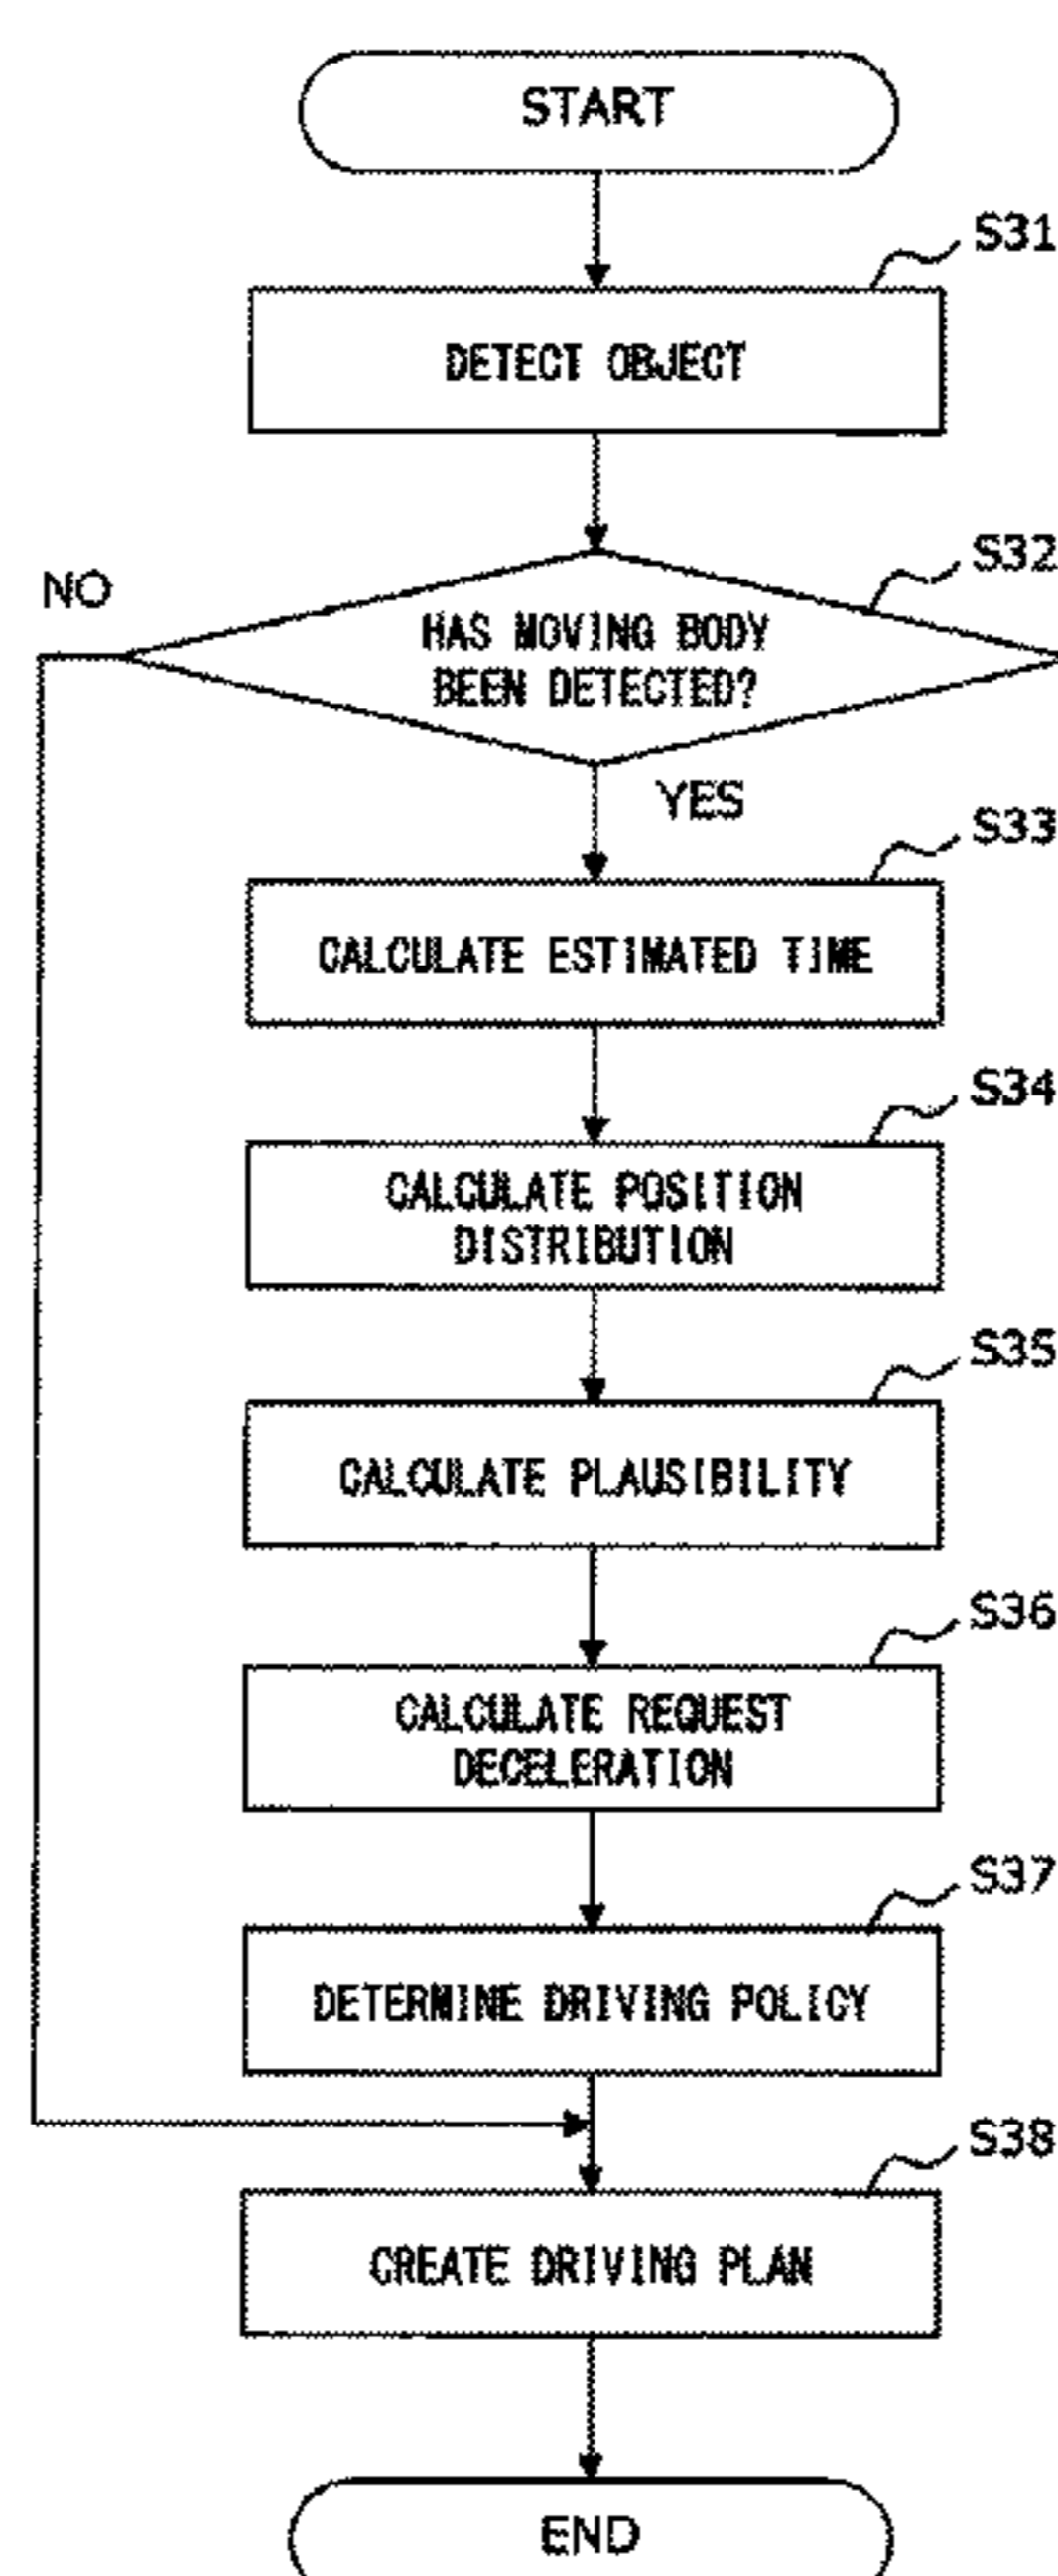 START
S31
DETECT OBJECT
S32
NO
HAS MOVING BODY
BEEN DETECTED?
YES
S33
CALCULATE ESTIMATED TIME
S34
CALCULATE POSITION
DISTRIBUTION
S35
CALCULATE PLAUSIBILITY
S36
CALCULATE REQUEST
DECELERATION
S37
DETERMINE DRIVING POLICY
S38
CREATE DRIVING PLAN
END